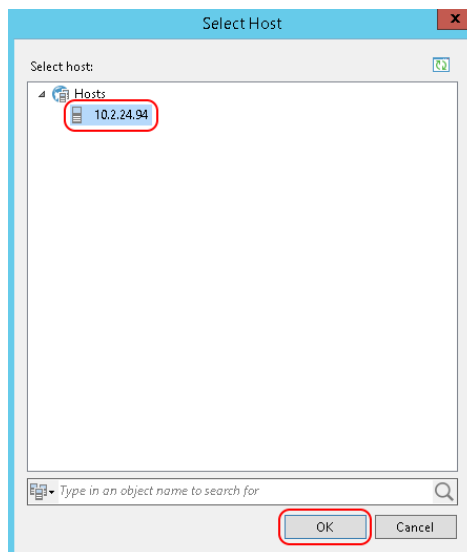 Select Host
x
Select host:
Hosts
10.2.24.94
Type in an object name to search for
OK
Cancel